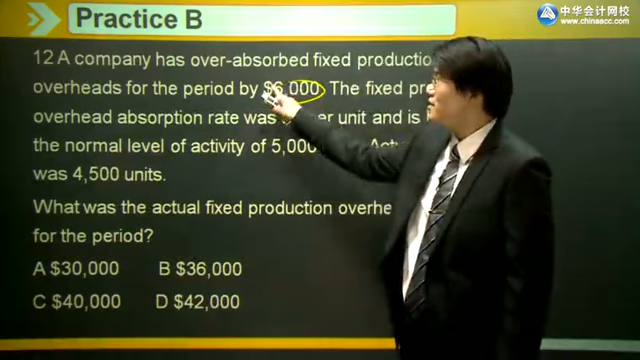 Practice B
中华会计网校
www.chinaacc.com
12 A company has over-absorbed fixed productio
overheads for the period by $6,000. The fixed pr
overhead absorption rate was per unit and is
the normal level of activity of 5,000
was 4,500 units.
What was the actual fixed production overhe
for the period?
A $30,000 B $36,000
C $40,000 D $42,000